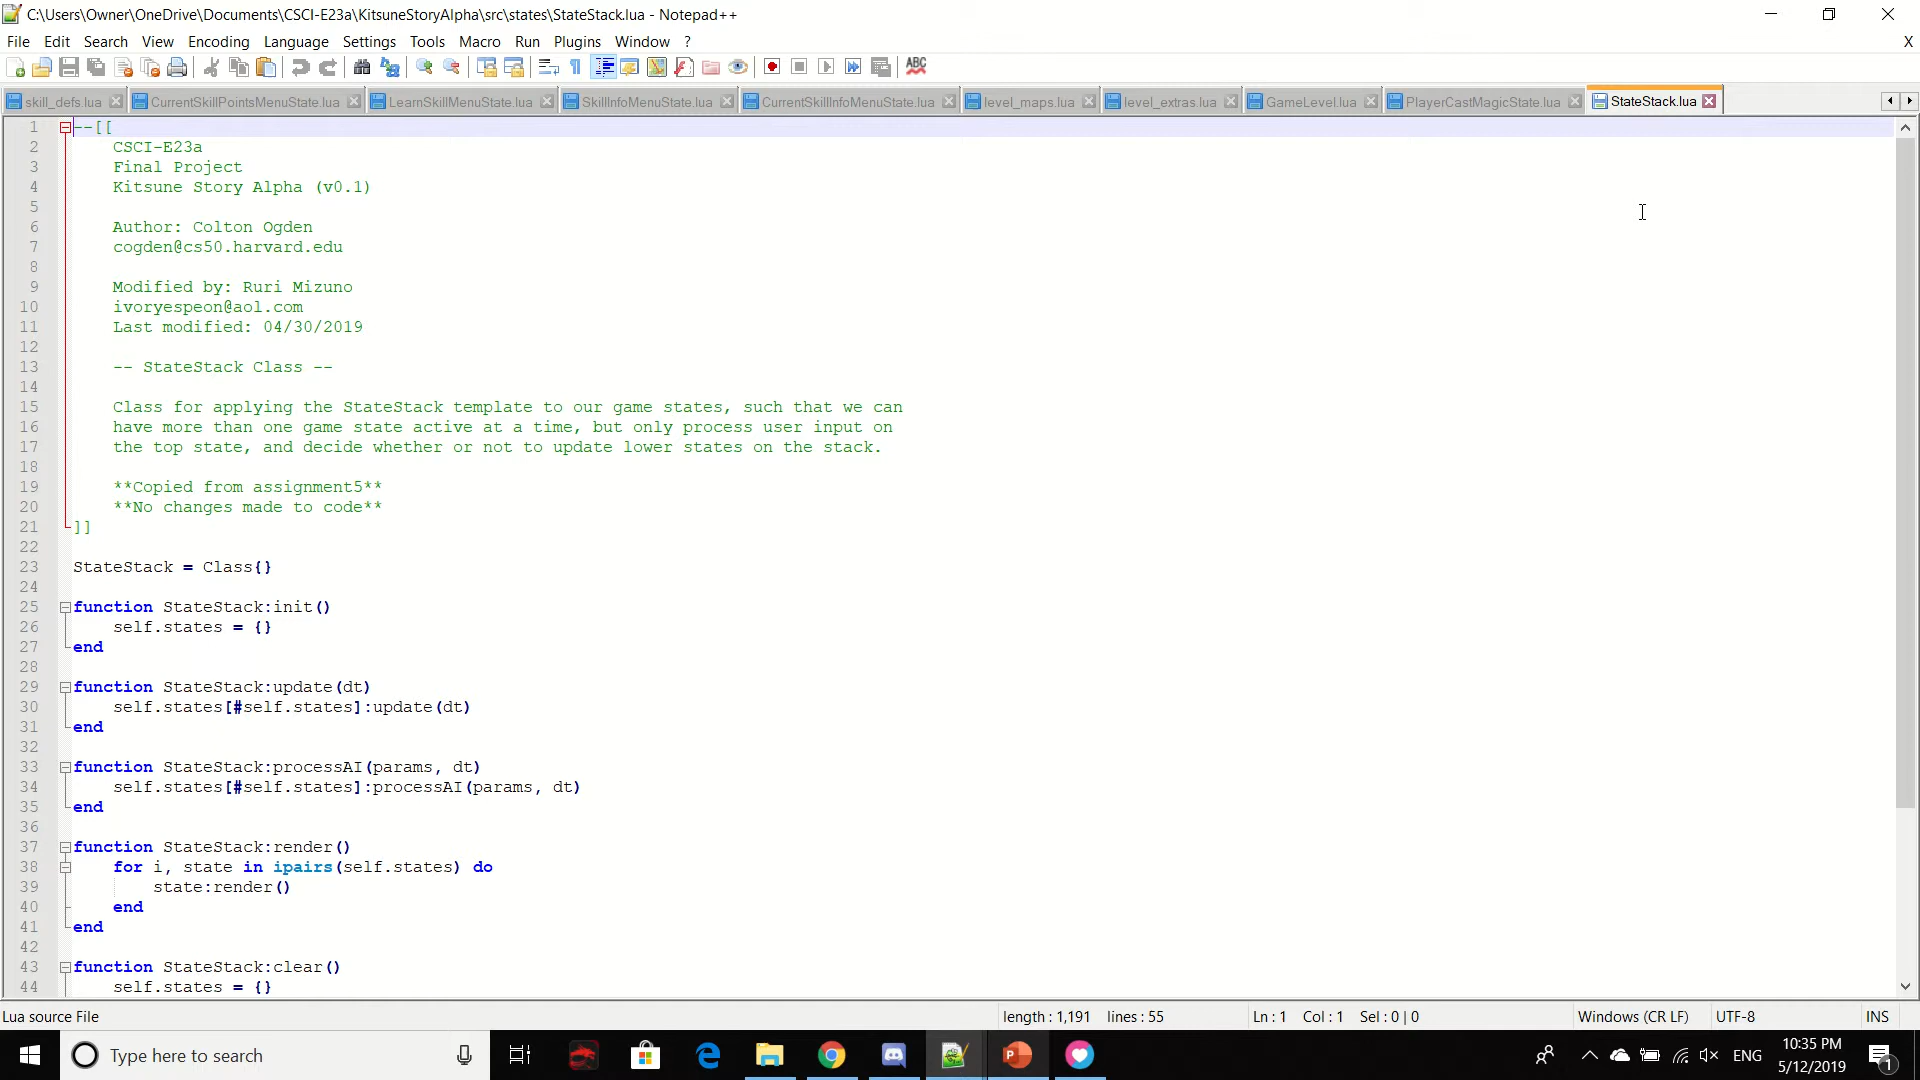 C:\Users\Owner\OneDrive\Documents\CSCI-E23a\KitsuneStoryAlpha\src\states\StateStack.lua - Notepad++
File Edit Search View Encoding Language Settings Tools Macro Run Plugins Window ? X
ABC
skill_defs.lua CurrentSkillPointsMenuState.lua LearnSkillMenuState.lua SkillInfoMenuState.lua CurrentSkillInfoMenuState.lua level_maps.lua level_extras.lua GameLevel.lua PlayerCastMagicState.lua StateStack.lua
1 --[[
2 CSCI-E23a
3 Final Project
4 Kitsune Story Alpha (v0.1)
5
6 Author: Colton Ogden
7 cogden@cs50.harvard.edu
8
9 Modified by: Ruri Mizuno
10 ivoryespeon@aol.com
11 Last modified: 04/30/2019
12
13 -- StateStack Class --
14
15 Class for applying the StateStack template to our game states, such that we can
16 have more than one game state active at a time, but only process user input on
17 the top state, and decide whether or not to update lower states on the stack.
18
19 **Copied from assignment5**
20 **No changes made to code**
21 ]]
22
23 StateStack = Class{}
24
25 function StateStack:init()
26 self.states = {}
27 end
28
29 function StateStack:update(dt)
30 self.states[#self.states]:update(dt)
31 end
32
33 function StateStack:processAI(params, dt)
34 self.states[#self.states]:processAI(params, dt)
35 end
36
37 function StateStack:render()
38 for i, state in ipairs(self.states) do
39 state:render()
40 end
41 end
42
43 function StateStack:clear()
44 self.states = {}
Lua source File length : 1,191 lines : 55 Ln : 1 Col : 1 Sel : 0 | 0 Windows (CR LF) UTF-8 INS
Type here to search ENG 10:35 PM
5/12/2019 1